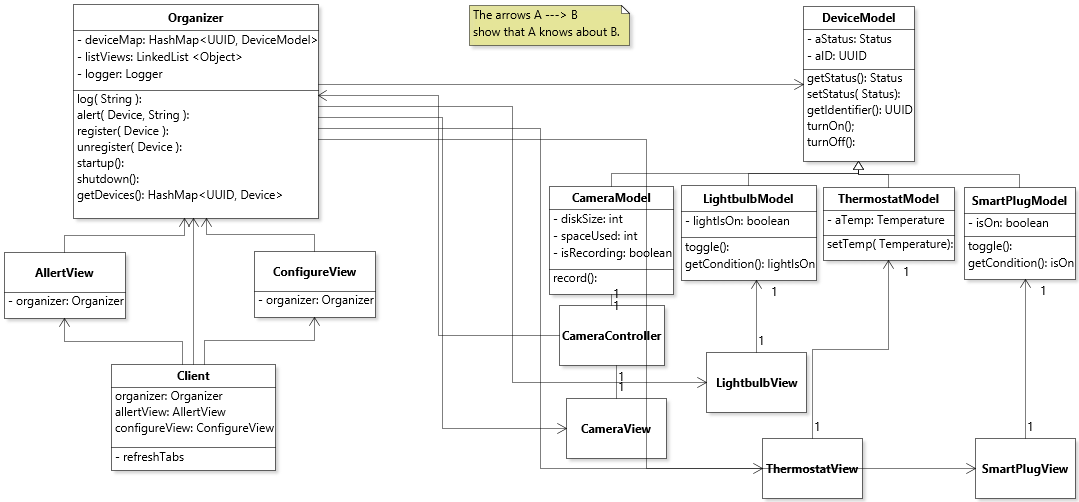 Organizer
- deviceMap: HashMap<UUID, DeviceModel>
- listViews: LinkedList <Object>
- logger: Logger
log( String ):
alert( Device, String ):
register( Device ):
unregister( Device ):
startup():
shutdown():
getDevices(): HashMap<UUID, Device>
The arrows A ---> B
show that A knows about B.
DeviceModel
- aStatus: Status
- aID: UUID
getStatus(): Status
setStatus( Status):
getIdentifier(): UUID
turnOn();
turnOff():
CameraModel
- diskSize: int
- spaceUsed: int
- isRecording: boolean
record():
LightbulbModel
- lightIsOn: boolean
toggle():
getCondition(): lightIsOn
ThermostatModel
- aTemp: Temperature
setTemp( Temperature):
SmartPlugModel
- isOn: boolean
toggle():
getCondition(): isOn
AllertView
- organizer: Organizer
ConfigureView
- organizer: Organizer
1
1
1
1
1
CameraController
1
1
1
LightbulbView
Client
organizer: Organizer
allertView: AllertView
configureView: ConfigureView
- refreshTabs
CameraView
1
1
ThermostatView
SmartPlugView